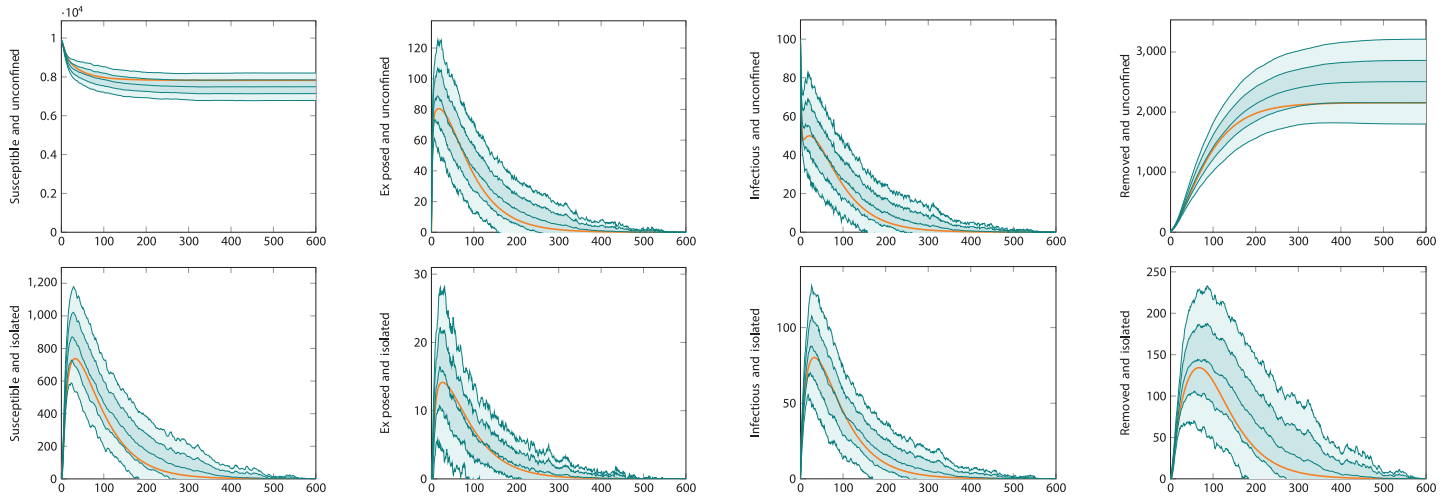 ·10⁴
Susceptible and unconfined
1
0.8
0.6
0.4
0.2
0
0 100 200 300 400 500 600
Ex posed and unconfined
120
100
80
60
40
20
0
0 100 200 300 400 500 600
Infectious and unconfined
100
80
60
40
20
0
0 100 200 300 400 500 600
Removed and unconfined
3,000
2,000
1,000
0
0 100 200 300 400 500 600
Susceptible and isolated
1,200
1,000
800
600
400
200
0
0 100 200 300 400 500 600
Ex posed and isolated
30
20
10
0
0 100 200 300 400 500 600
Infectious and isolated
100
50
0
0 100 200 300 400 500 600
Removed and isolated
250
200
150
100
50
0
0 100 200 300 400 500 600